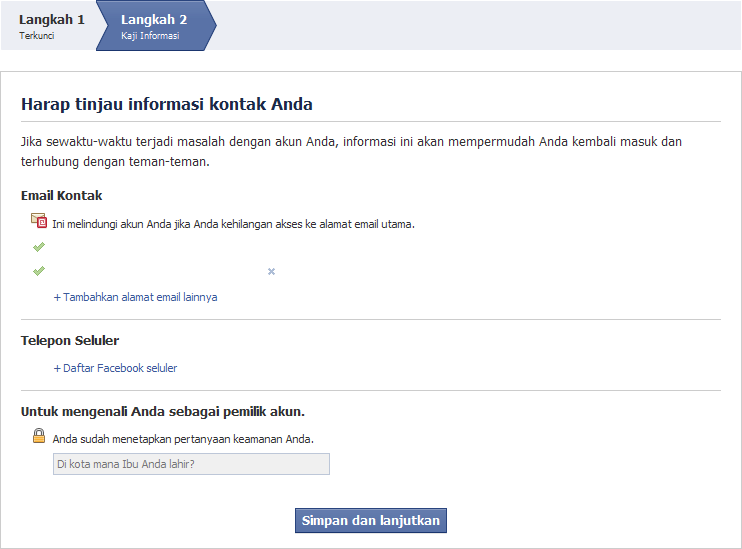 Langkah 1
Terkunci
Langkah 2
Kaji Informasi
Harap tinjau informasi kontak Anda
Jika sewaktu-waktu terjadi masalah dengan akun Anda, informasi ini akan mempermudah Anda kembali masuk dan
terhubung dengan teman-teman.
Email Kontak
Ini melindungi akun Anda jika Anda kehilangan akses ke alamat email utama.
+ Tambahkan alamat email lainnya
Telepon Seluler
+ Daftar Facebook seluler
Untuk mengenali Anda sebagai pemilik akun.
Anda sudah menetapkan pertanyaan keamanan Anda.
Di kota mana Ibu Anda lahir?
Simpan dan lanjutkan